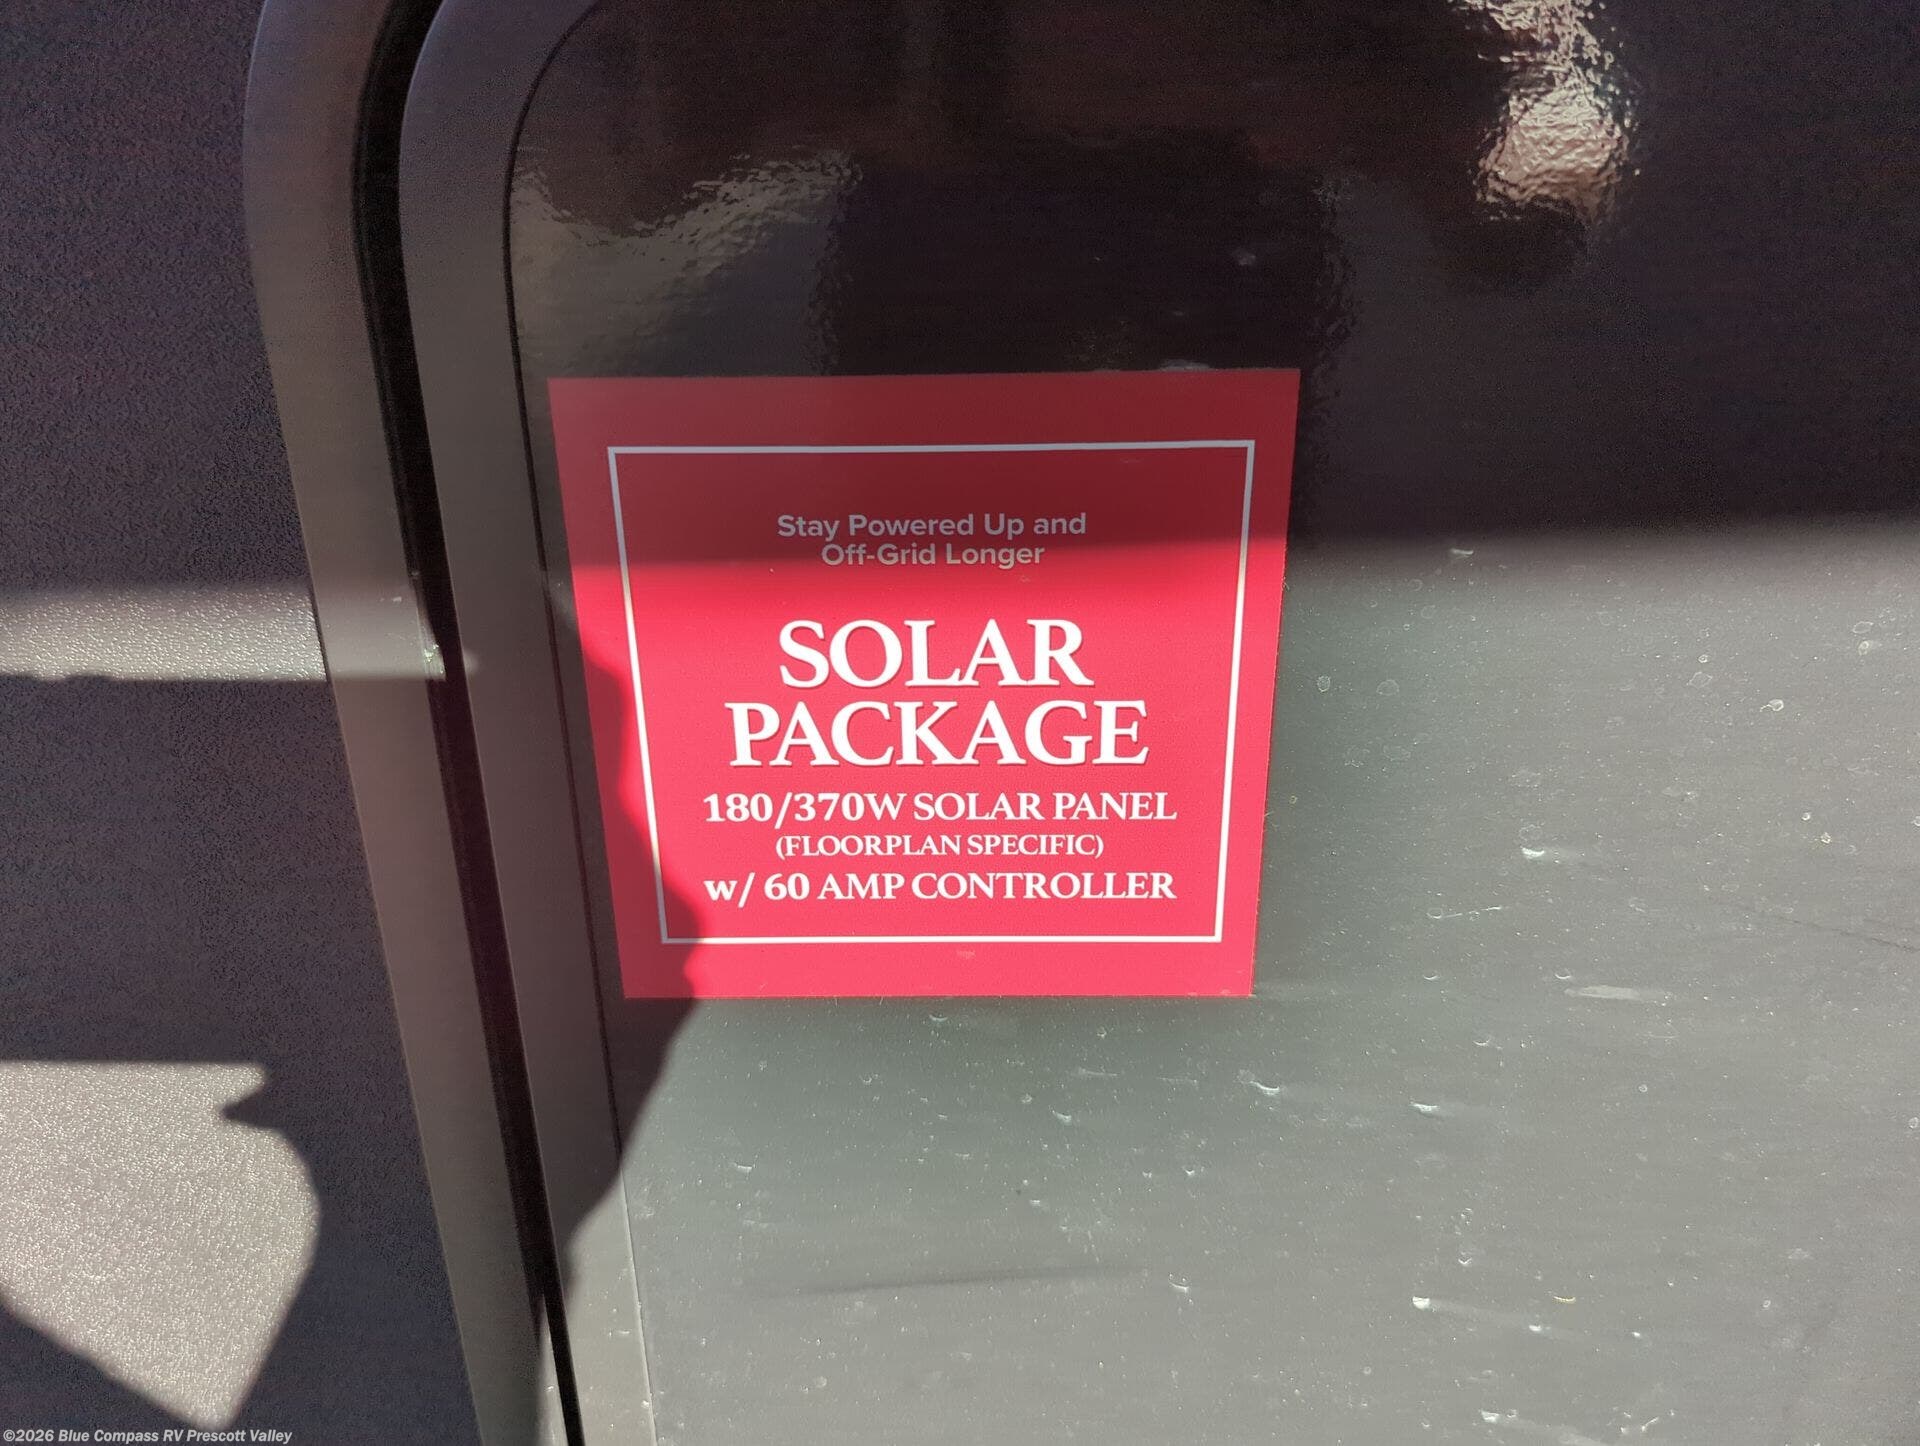 Stay Powered Up and
Off-Grid Longer
SOLAR
PACKAGE
180/370W SOLAR PANEL
(FLOORPLAN SPECIFIC)
w/ 60 AMP CONTROLLER
©2026 Blue Compass RV Prescott Valley